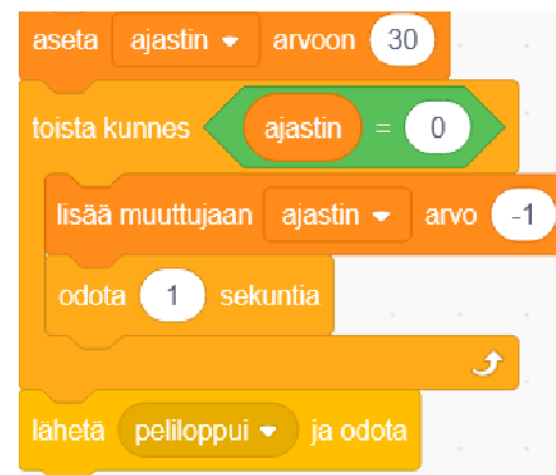 aseta ajastin arvoon 30
toista kunnes ajastin = 0
lisää muuttujaan ajastin arvo -1
odota 1 sekuntia
lähetä peliloppui ja odota